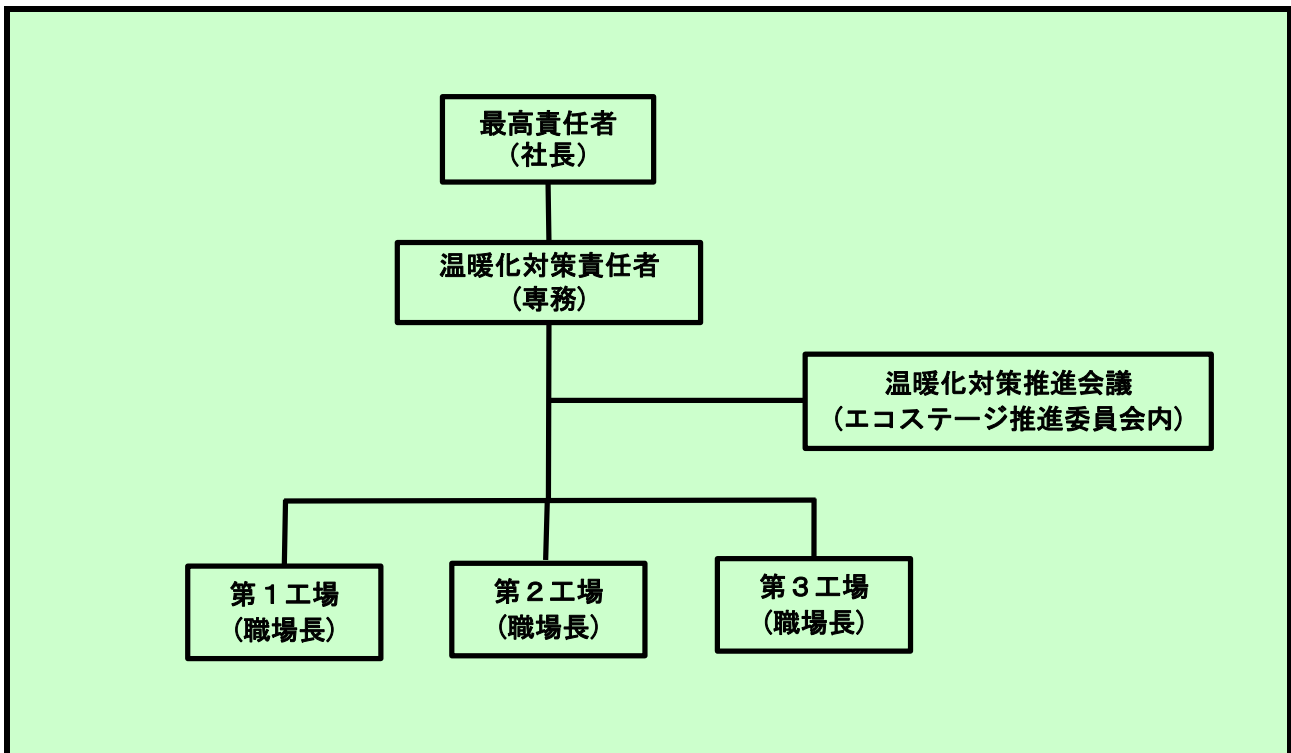 最高責任者
(社長)
温暖化対策責任者
(専務)
温暖化対策推進会議
(エコステージ推進委員会内)
第１工場
(職場長)
第２工場
(職場長)
第３工場
(職場長)